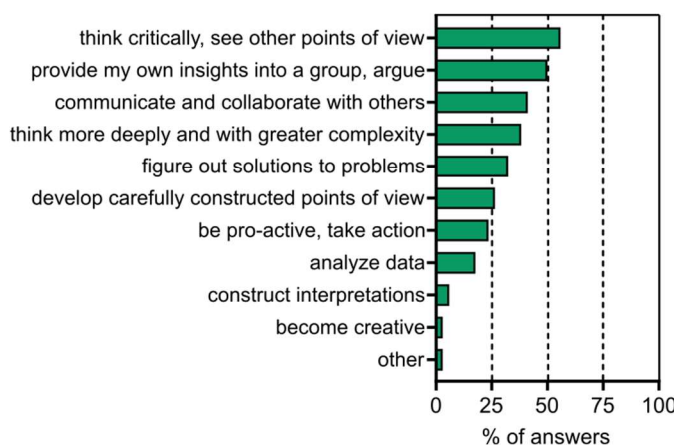 think critically, see other points of view
provide my own insights into a group, argue
communicate and collaborate with others
think more deeply and with greater complexity
figure out solutions to problems
develop carefully constructed points of view
be pro-active, take action
analyze data
construct interpretations
become creative
other
0 25 50 75 100
% of answers